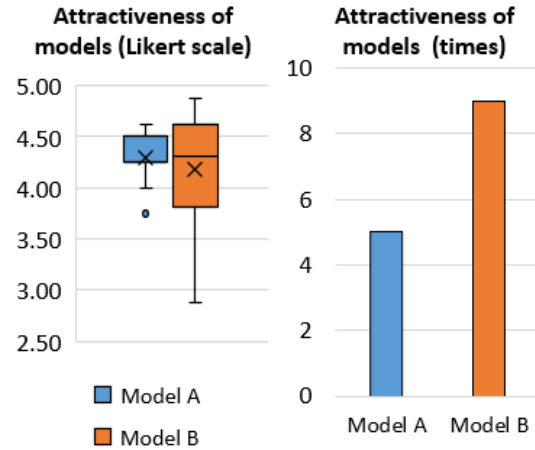 Attractiveness of
models (Likert scale)
5.00
4.50
4.00
3.50
3.00
2.50
Model A
Model B
Attractiveness of
models (times)
10
8
6
4
2
0
Model A Model B